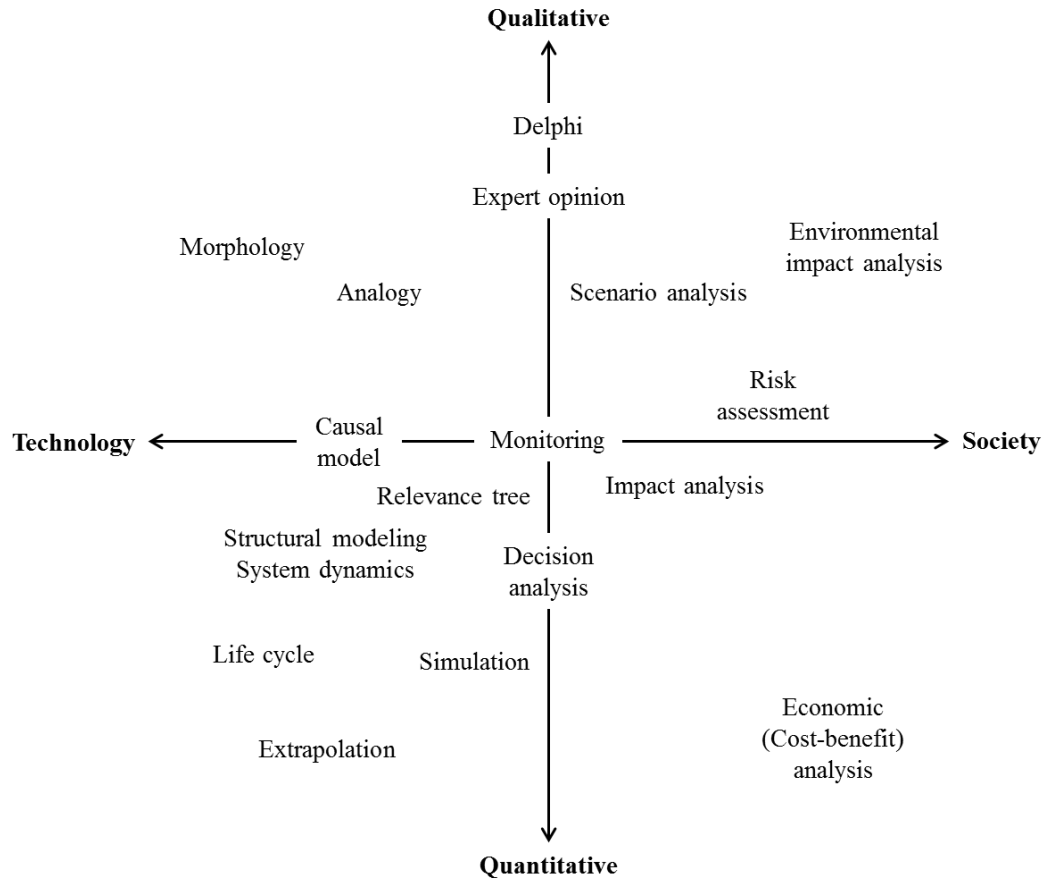 Qualitative
Delphi
Expert opinion
Morphology
Environmental
impact analysis
Analogy
Scenario analysis
Risk
assessment
Technology
Causal
model
Monitoring
Society
Relevance tree
Impact analysis
Structural modeling
System dynamics
Decision
analysis
Life cycle
Simulation
Extrapolation
Economic
(Cost-benefit)
analysis
Quantitative